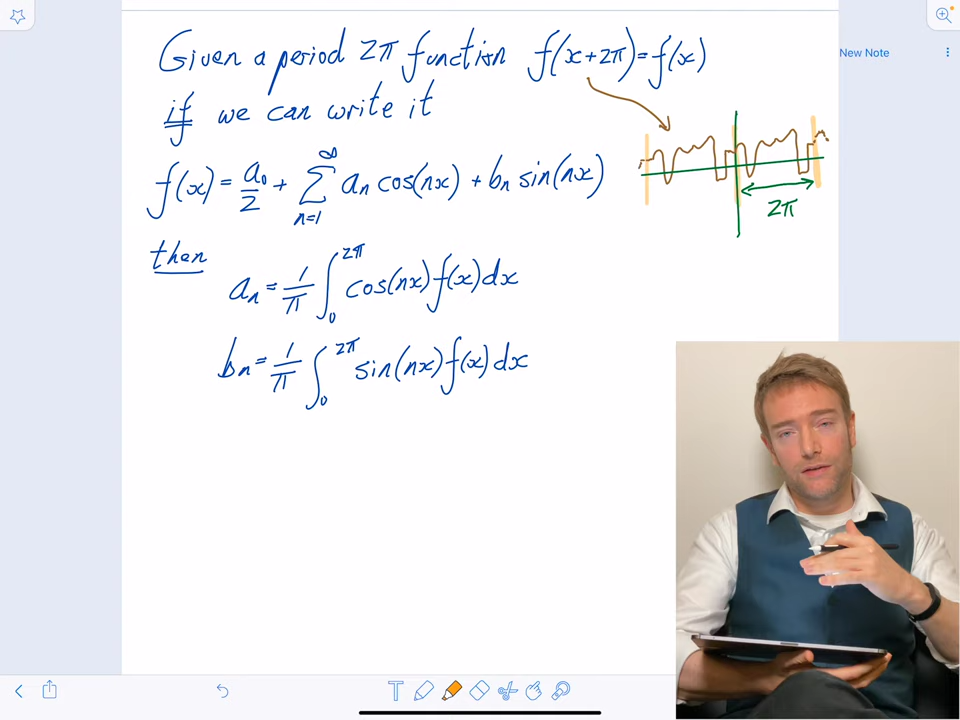 Given a period 2π function f(x+2π)=f(x)
if we can write it
f(x) = a₀/2 + ∑_{n=1}^{∞} aₙ cos(nx) + bₙ sin(nx)
2π
then
aₙ = 1/π ∫₀^{2π} cos(nx) f(x) dx
bₙ = 1/π ∫₀^{2π} sin(nx) f(x) dx
New Note
T